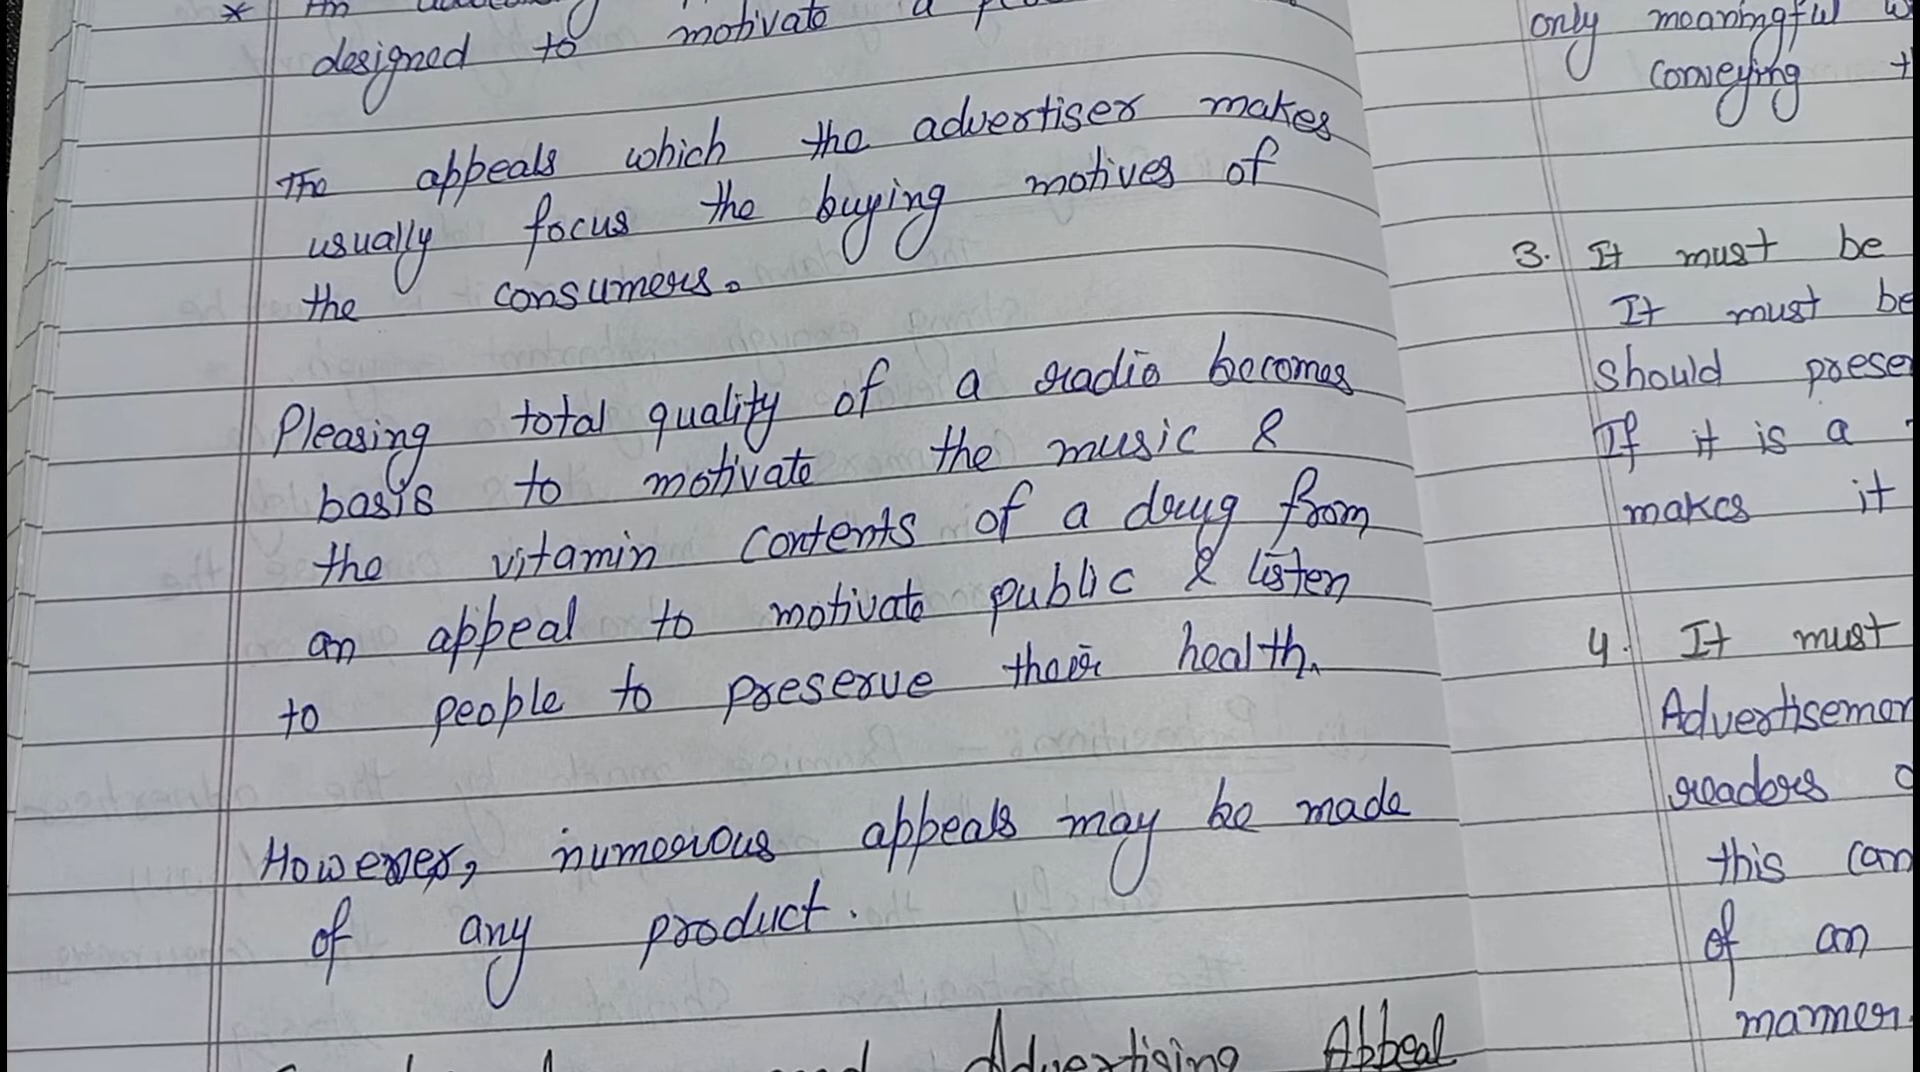 * An
designed to motivate a
The appeals which the advertiser makes
usually focus the buying motives of
the consumers.
Pleasing total quality of a radio becomes
basis to motivate the music &
the vitamin contents of a drug from
an appeal to motivate public & listen
to people to preserve their health.
However, numerious appeals may be made
of any product.
Advertising Appeal
only meaningful
conveying
3. It must be
It must be
should
If it is a
makes it
4. It must
readers
this can
of an
manner.